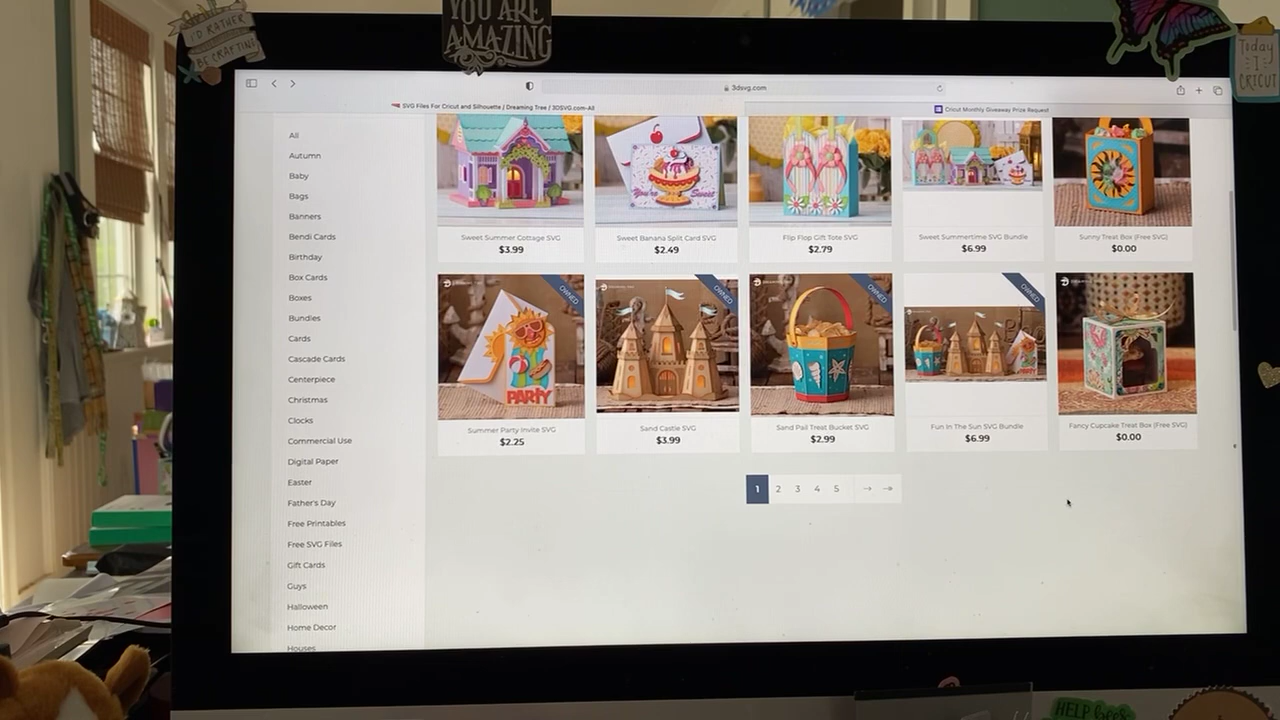 I'D RATHER
BE CRAFTING
YOU ARE
AMAZING
Today
I
CRICUT
3dsvg.com
SVG Files For Cricut and Silhouette / Dreaming Tree / 3DSVG.com-All
Cricut Monthly Giveaway Prize Request
All
Autumn
Baby
Bags
Banners
Bendi Cards
Birthday
Box Cards
Boxes
Bundles
Cards
Cascade Cards
Centerpiece
Christmas
Clocks
Commercial Use
Digital Paper
Easter
Father's Day
Free Printables
Free SVG Files
Gift Cards
Guys
Halloween
Home Decor
Houses
You're Sweet
Sweet Summer Cottage SVG
$3.99
Sweet Banana Split Card SVG
$2.49
Flip Flop Gift Tote SVG
$2.79
Sweet Summertime SVG Bundle
$6.99
Sunny Treat Box (Free SVG)
$0.00
OWNED
OWNED
OWNED
OWNED
PARTY
Summer Party Invite SVG
$2.25
Sand Castle SVG
$3.99
Sand Pail Treat Bucket SVG
$2.99
Fun In The Sun SVG Bundle
$6.99
Fancy Cupcake Treat Box (Free SVG)
$0.00
1 2 3 4 5 → ↠
HELP